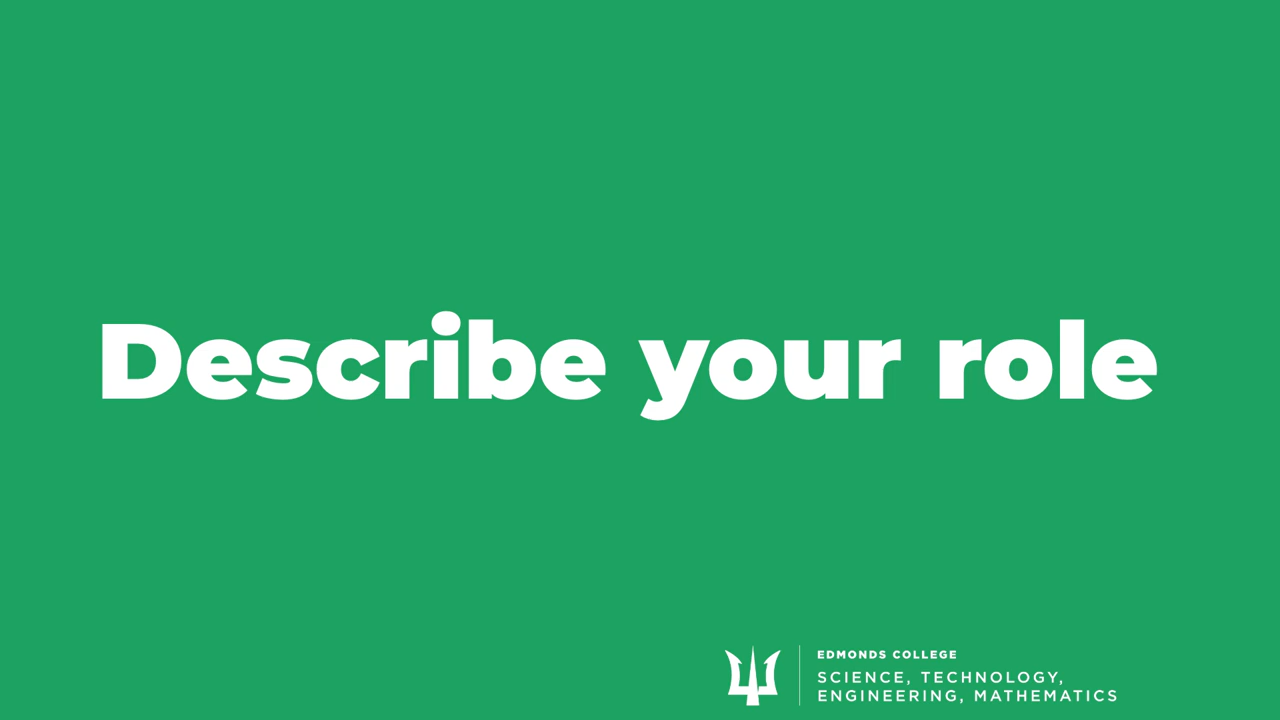 Describe your role
EDMONDS COLLEGE
SCIENCE, TECHNOLOGY,
ENGINEERING, MATHEMATICS